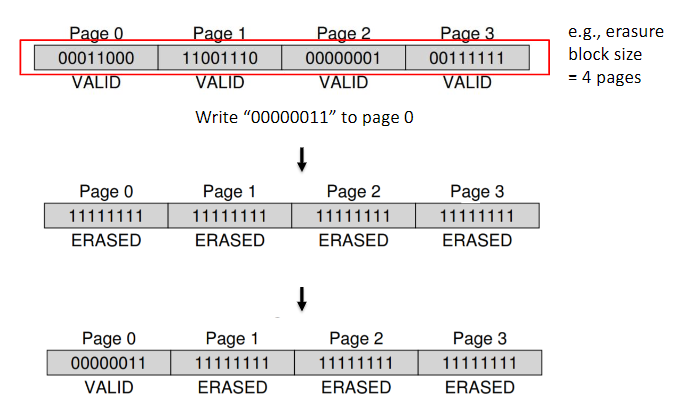 Page 0 Page 1 Page 2 Page 3
00011000 11001110 00000001 00111111
VALID VALID VALID VALID
e.g., erasure
block size
= 4 pages
Write “00000011” to page 0
Page 0 Page 1 Page 2 Page 3
11111111 11111111 11111111 11111111
ERASED ERASED ERASED ERASED
Page 0 Page 1 Page 2 Page 3
00000011 11111111 11111111 11111111
VALID ERASED ERASED ERASED